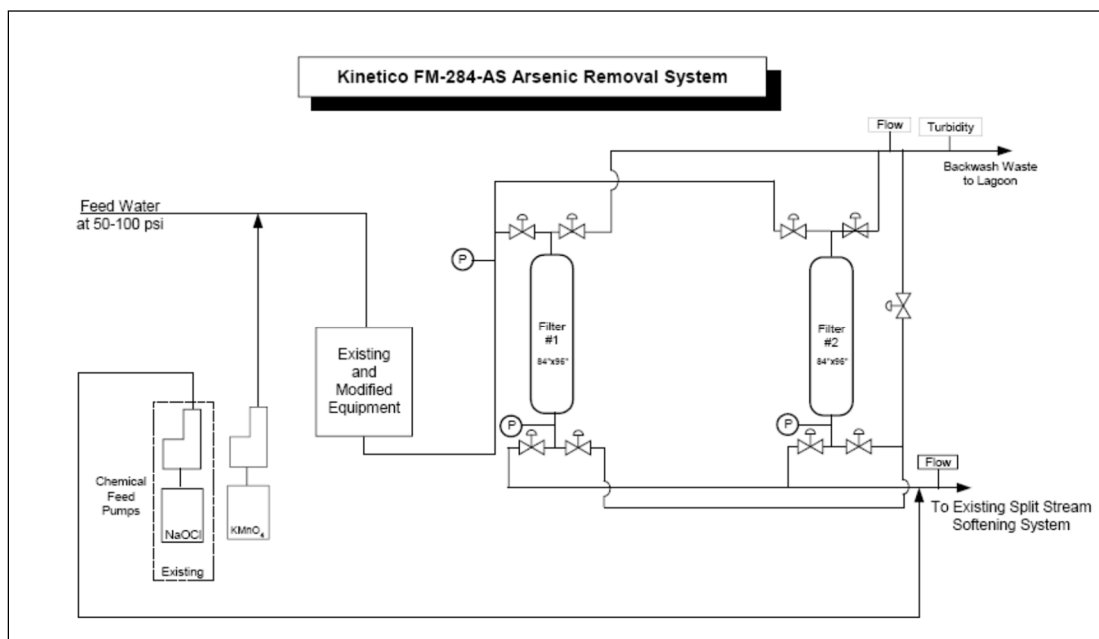 Kinetico FM-284-AS Arsenic Removal System
Flow
Turbidity
Backwash Waste
to Lagoon
Feed Water
at 50-100 psi
P
Filter
#1
84"x96"
Filter
#2
84"x96"
Existing
and
Modified
Equipment
P
P
Chemical
Feed
Pumps
NaOCl
KMnO₄
Existing
Flow
To Existing Split Stream
Softening System